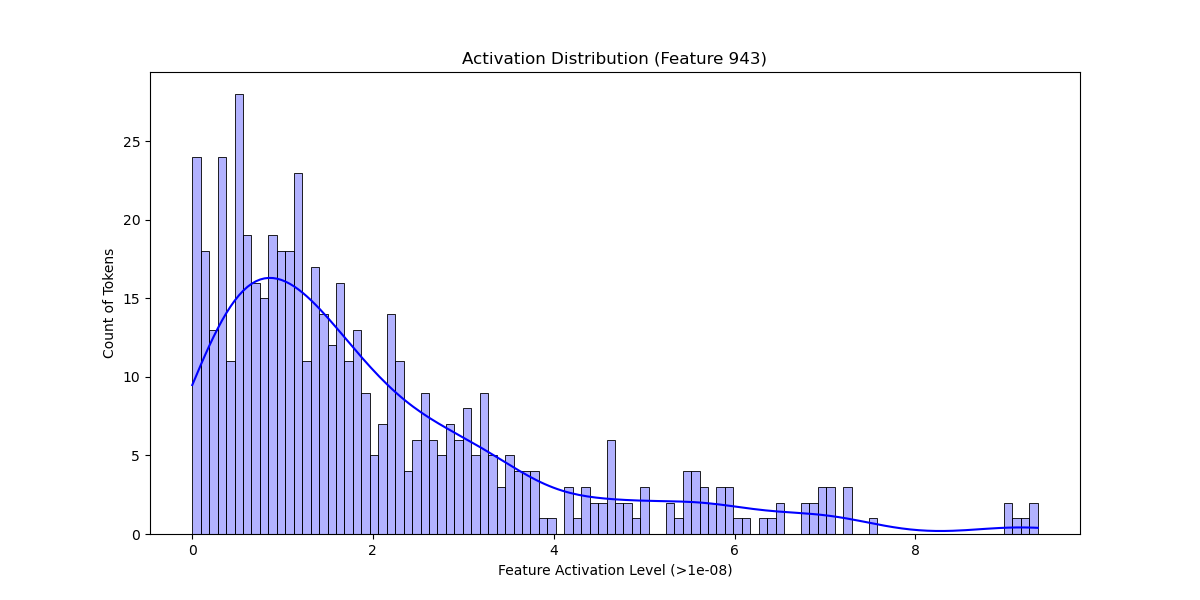 Activation Distribution (Feature 943)
Count of Tokens
25
20
15
10
5
0
0 2 4 6 8
Feature Activation Level (>1e-08)